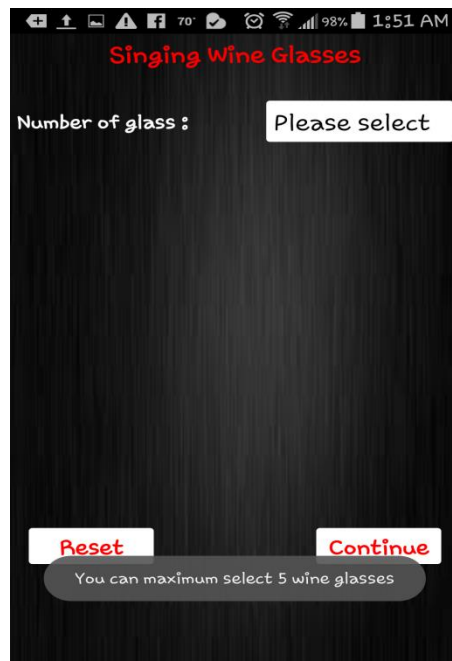 70° 98% 1:51 AM
Singing Wine Glasses
Number of glass : Please select
Reset Continue
You can maximum select 5 wine glasses